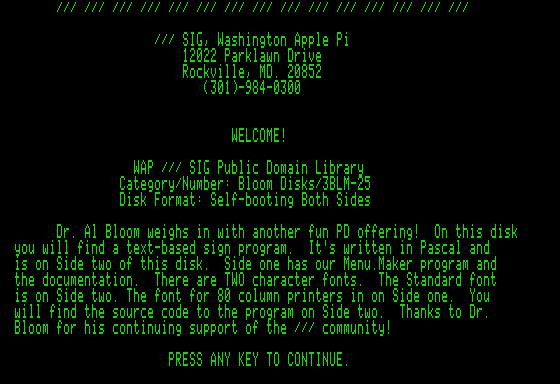 /// /// /// /// /// /// /// /// /// /// /// /// /// /// ///
/// SIG, Washington Apple Pi
12022 Parklawn Drive
Rockville, MD. 20852
(301)-984-0300
WELCOME!
WAP /// SIG Public Domain Library
Category/Number: Bloom Disks/3BLM-25
Disk Format: Self-booting Both Sides
Dr. Al Bloom weighs in with another fun PD offering!  On this disk
you will find a text-based sign program.  It's written in Pascal and
is on Side two of this disk.  Side one has our Menu.Maker program and
the documentation.  There are TWO character fonts.  The Standard font
is on Side two. The font for 80 column printers in on Side one.  You
will find the source code to the program on Side two.  Thanks to Dr.
Bloom for his continuing support of the /// community!
PRESS ANY KEY TO CONTINUE.